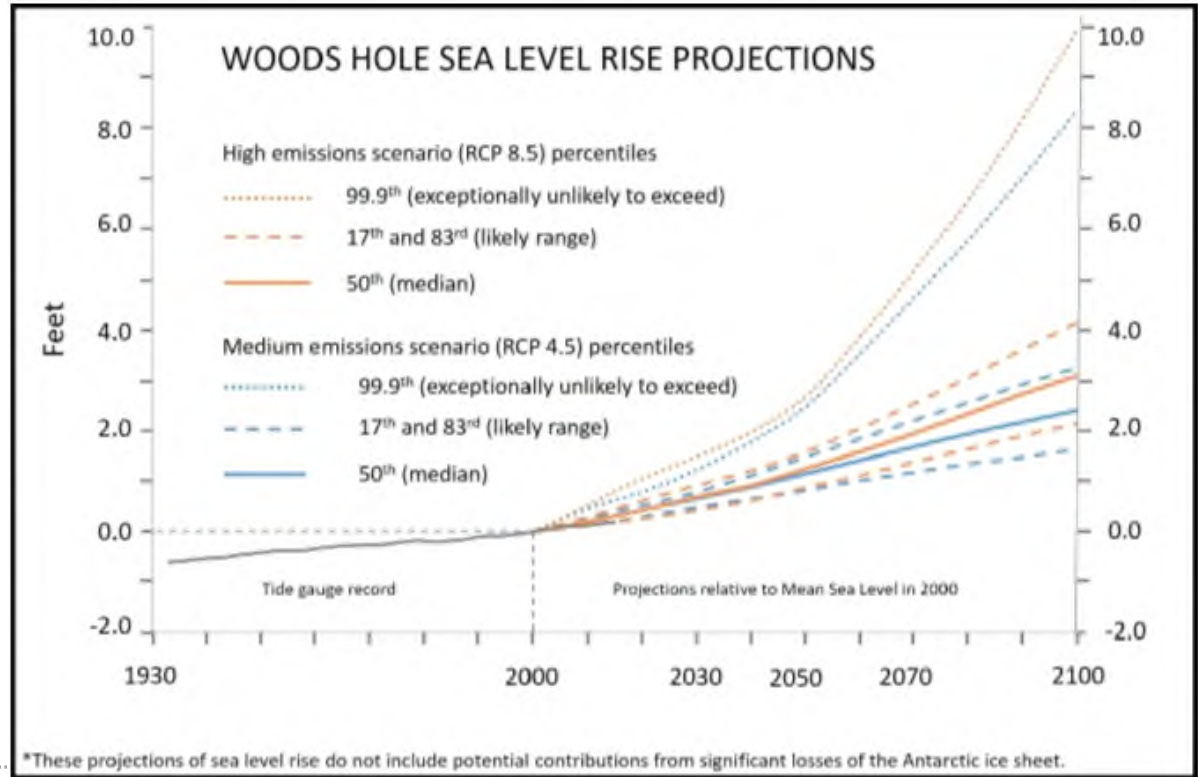 10.0
8.0
6.0
4.0
2.0
0.0
-2.0
Feet
WOODS HOLE SEA LEVEL RISE PROJECTIONS
High emissions scenario (RCP 8.5) percentiles
99.9th (exceptionally unlikely to exceed)
17th and 83rd (likely range)
50th (median)
Medium emissions scenario (RCP 4.5) percentiles
99.9th (exceptionally unlikely to exceed)
17th and 83rd (likely range)
50th (median)
Tide gauge record
Projections relative to Mean Sea Level in 2000
10.0
8.0
6.0
4.0
2.0
0.0
-2.0
1930 2000 2030 2050 2070 2100
*These projections of sea level rise do not include potential contributions from significant losses of the Antarctic ice sheet.